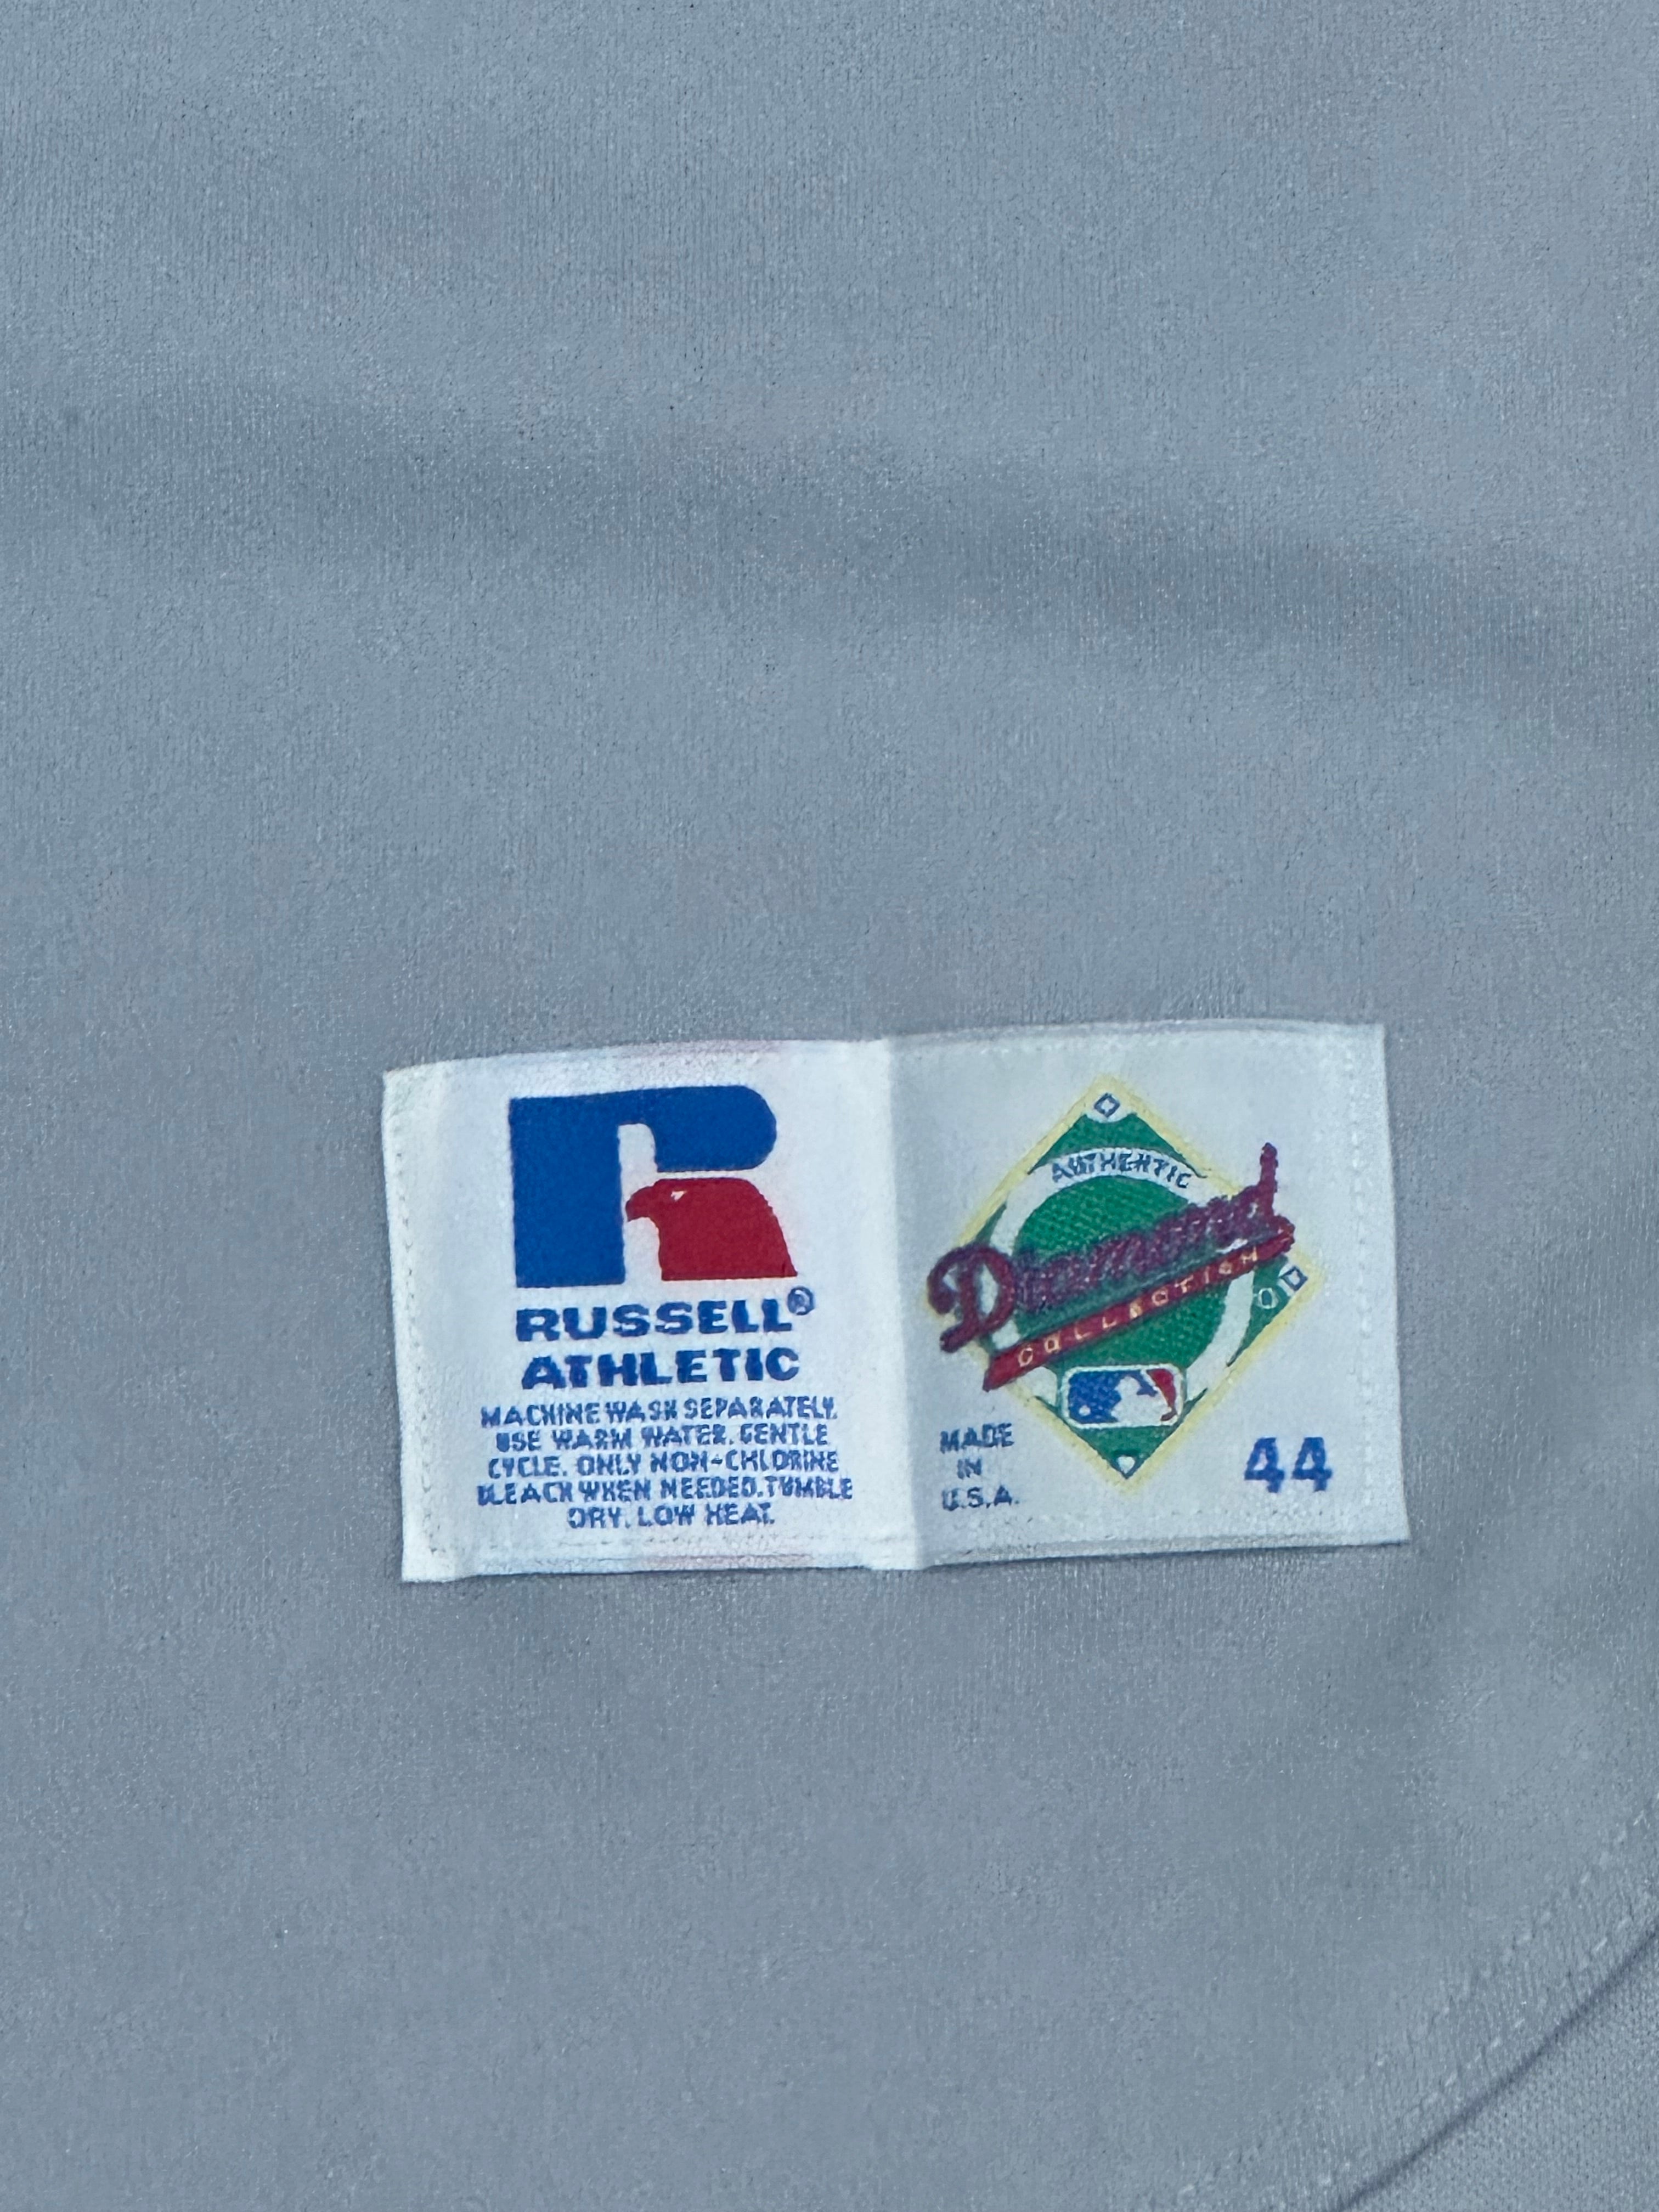 RUSSELL®
ATHLETIC
MACHINE WASH SEPARATELY.
USE WARM WATER, GENTLE
CYCLE. ONLY NON-CHLORINE
BLEACH WHEN NEEDED. TUMBLE
DRY, LOW HEAT.
AUTHENTIC
Diamond
COLLECTION
MADE
IN
U.S.A.
44